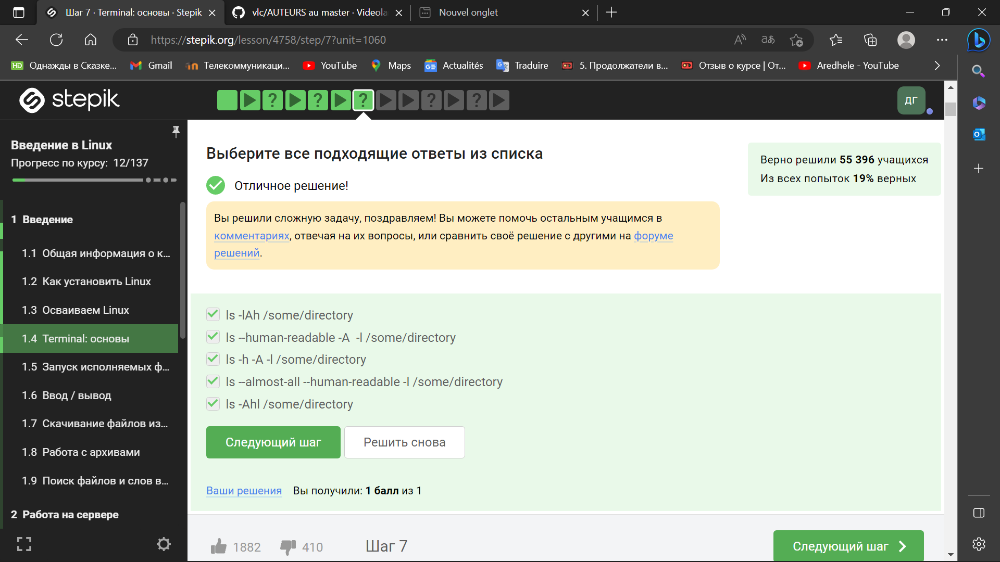 Шаг 7 · Terminal: основы · Stepik
vlc/AUTEURS au master · Videola
Nouvel onglet
https://stepik.org/lesson/4758/step/7?unit=1060
Однажды в Сказке...
Gmail
Телекоммуникаци...
YouTube
Maps
Actualités
Traduire
5. Продолжатели в...
Отзыв о курсе | От...
Aredhele - YouTube
stepik
ДГ
Введение в Linux
Прогресс по курсу: 12/137
1 Введение
1.1 Общая информация о к...
1.2 Как установить Linux
1.3 Осваиваем Linux
1.4 Terminal: основы
1.5 Запуск исполняемых ф...
1.6 Ввод / вывод
1.7 Скачивание файлов из...
1.8 Работа с архивами
1.9 Поиск файлов и слов в...
2 Работа на сервере
Выберите все подходящие ответы из списка
Отличное решение!
Верно решили 55 396 учащихся
Из всех попыток 19% верных
Вы решили сложную задачу, поздравляем! Вы можете помочь остальным учащимся в
комментариях, отвечая на их вопросы, или сравнить своё решение с другими на форуме
решений.
ls -lAh /some/directory
ls --human-readable -A -l /some/directory
ls -h -A -l /some/directory
ls --almost-all --human-readable -l /some/directory
ls -Ahl /some/directory
Следующий шаг
Решить снова
Ваши решения Вы получили: 1 балл из 1
1882
410
Шаг 7
Следующий шаг